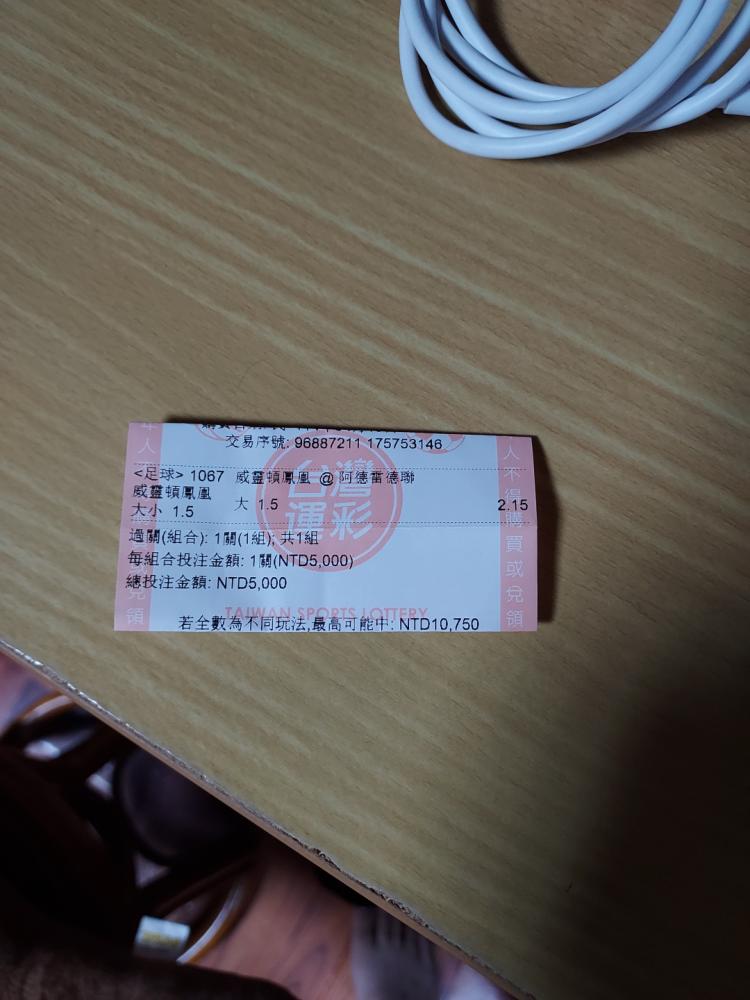 交易序號: 96887211 175753146
<足球> 1067 威靈頓鳳凰 @ 阿德雷德聯
威靈頓鳳凰
大小 1.5 大 1.5 2.15
過關(組合): 1關(1組); 共1組
每組合投注金額: 1關(NTD5,000)
總投注金額: NTD5,000
TAIWAN SPORTS LOTTERY
若全數為不同玩法,最高可能中: NTD10,750
台灣
運彩
人不得購買或兌領
年人
領